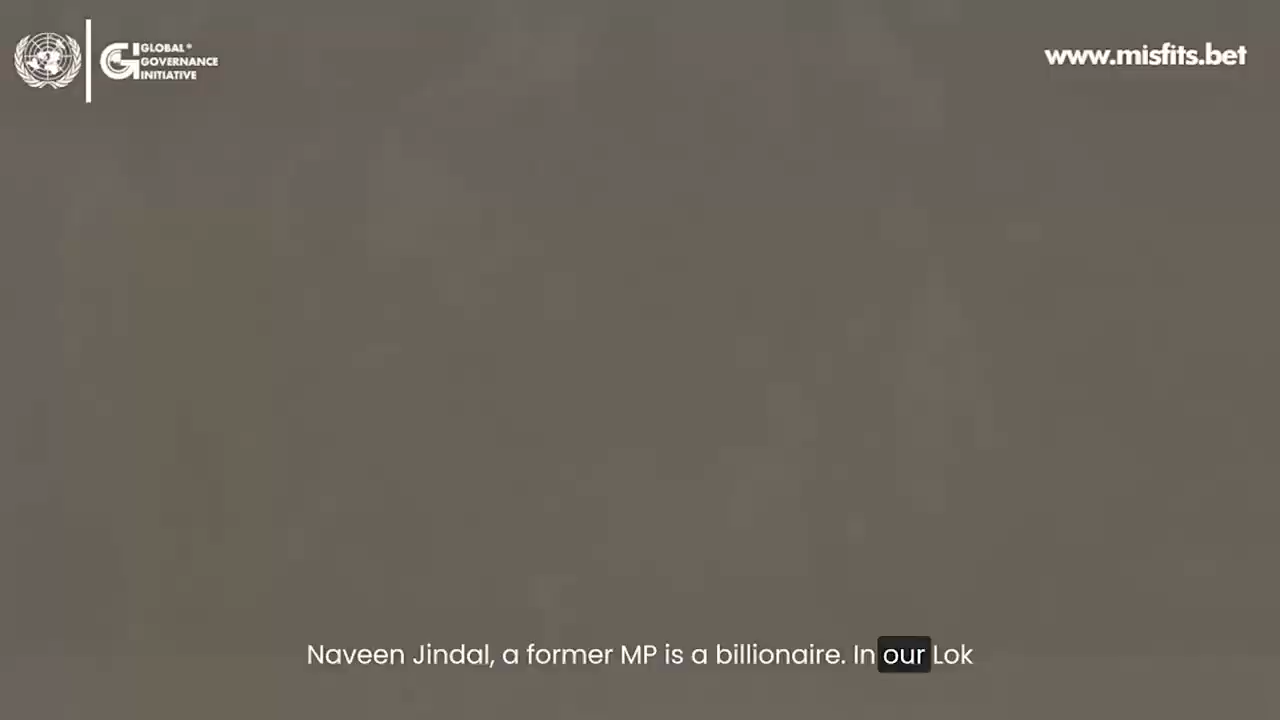 GLOBAL®
GOVERNANCE
INITIATIVE
www.misfits.bet
Naveen Jindal, a former MP is a billionaire. In our Lok